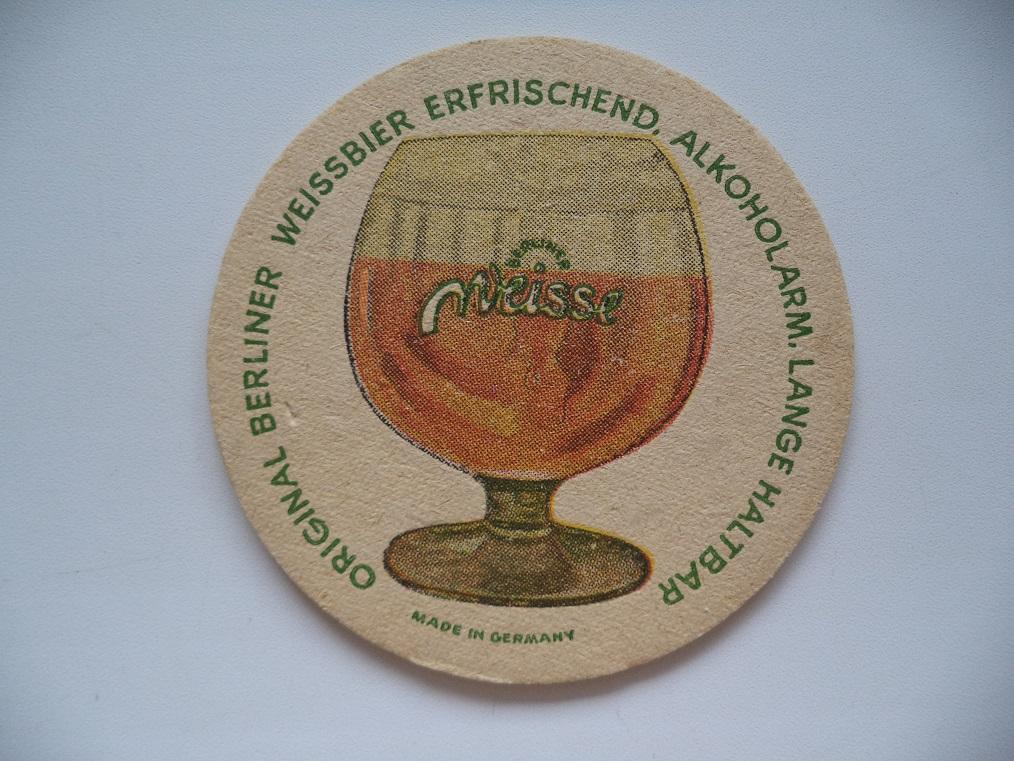 ORIGINAL BERLINER WEISSBIER ERFRISCHEND, ALKOHOLARM, LANGE HALTBAR
BERLINER
Weisse
MADE IN GERMANY